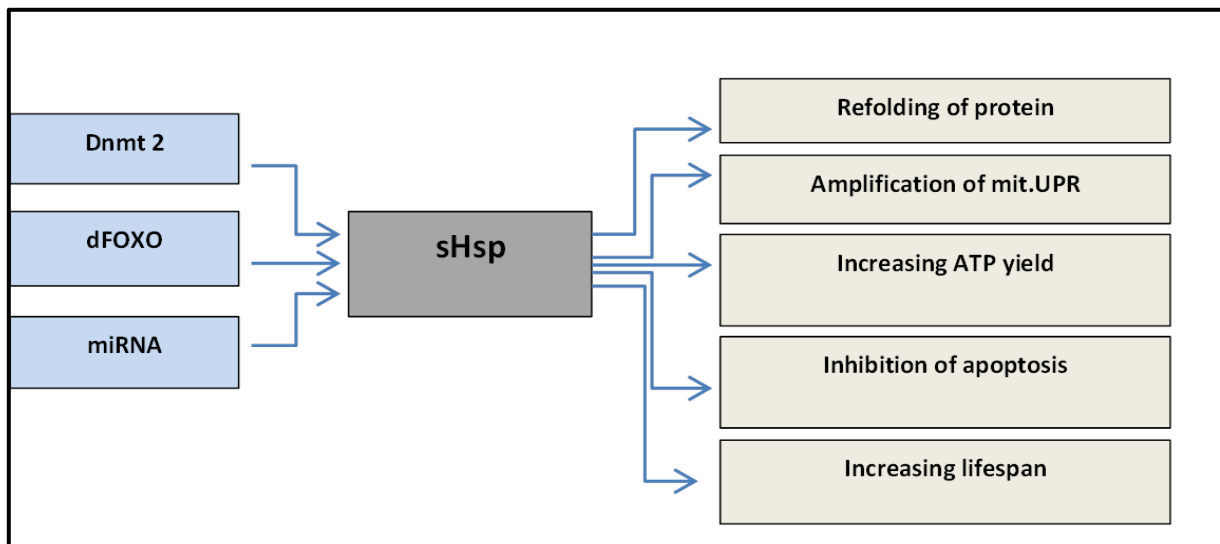 Dnmt 2
dFOXO
miRNA
sHsp
Refolding of protein
Amplification of mit.UPR
Increasing ATP yield
Inhibition of apoptosis
Increasing lifespan